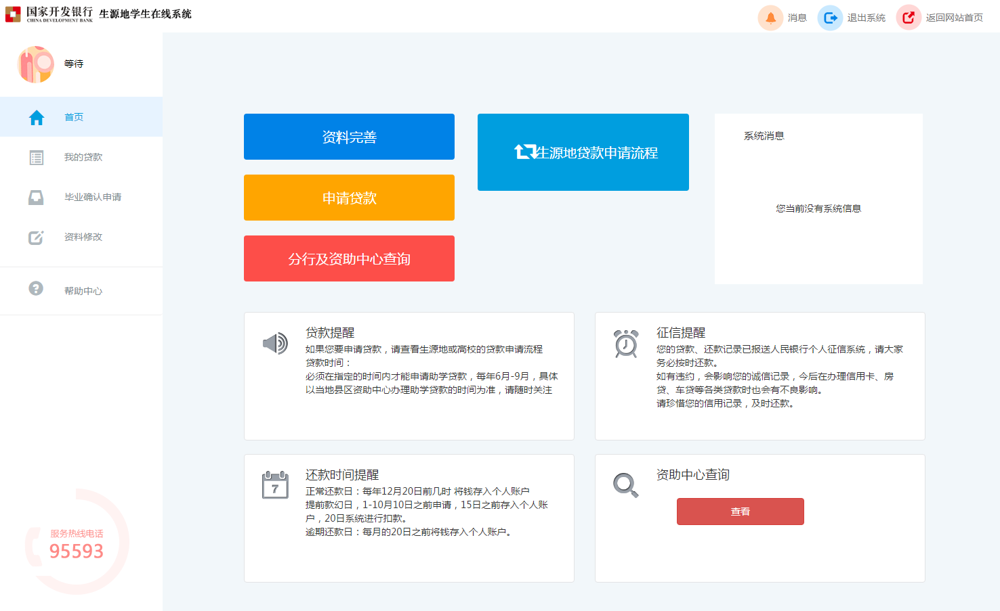 国家开发银行 生源地学生在线系统
CHINA DEVELOPMENT BANK
消息 退出系统 返回网站首页
等待
首页
我的贷款
毕业确认申请
资料修改
帮助中心
服务热线电话
95593
资料完善
申请贷款
分行及资助中心查询
生源地贷款申请流程
系统消息
您当前没有系统信息
贷款提醒
如果您要申请贷款，请查看生源地或高校的贷款申请流程
贷款时间：
必须在指定的时间内才能申请助学贷款，每年6月-9月，具体
以当地县区资助中心办理助学贷款的时间为准，请随时关注
征信提醒
您的贷款、还款记录已报送人民银行个人征信系统，请大家
务必按时还款。
如有违约，会影响您的诚信记录，今后在办理信用卡、房
贷、车贷等各类贷款时也会有不良影响。
请珍惜您的信用记录，及时还款。
7
还款时间提醒
正常还款日：每年12月20日前几时 将钱存入个人账户
提前款幻日，1-10月10日之前申请，15日之前存入个人账
户，20日系统进行扣款。
逾期还款日：每月的20日之前将钱存入个人账户。
资助中心查询
查看